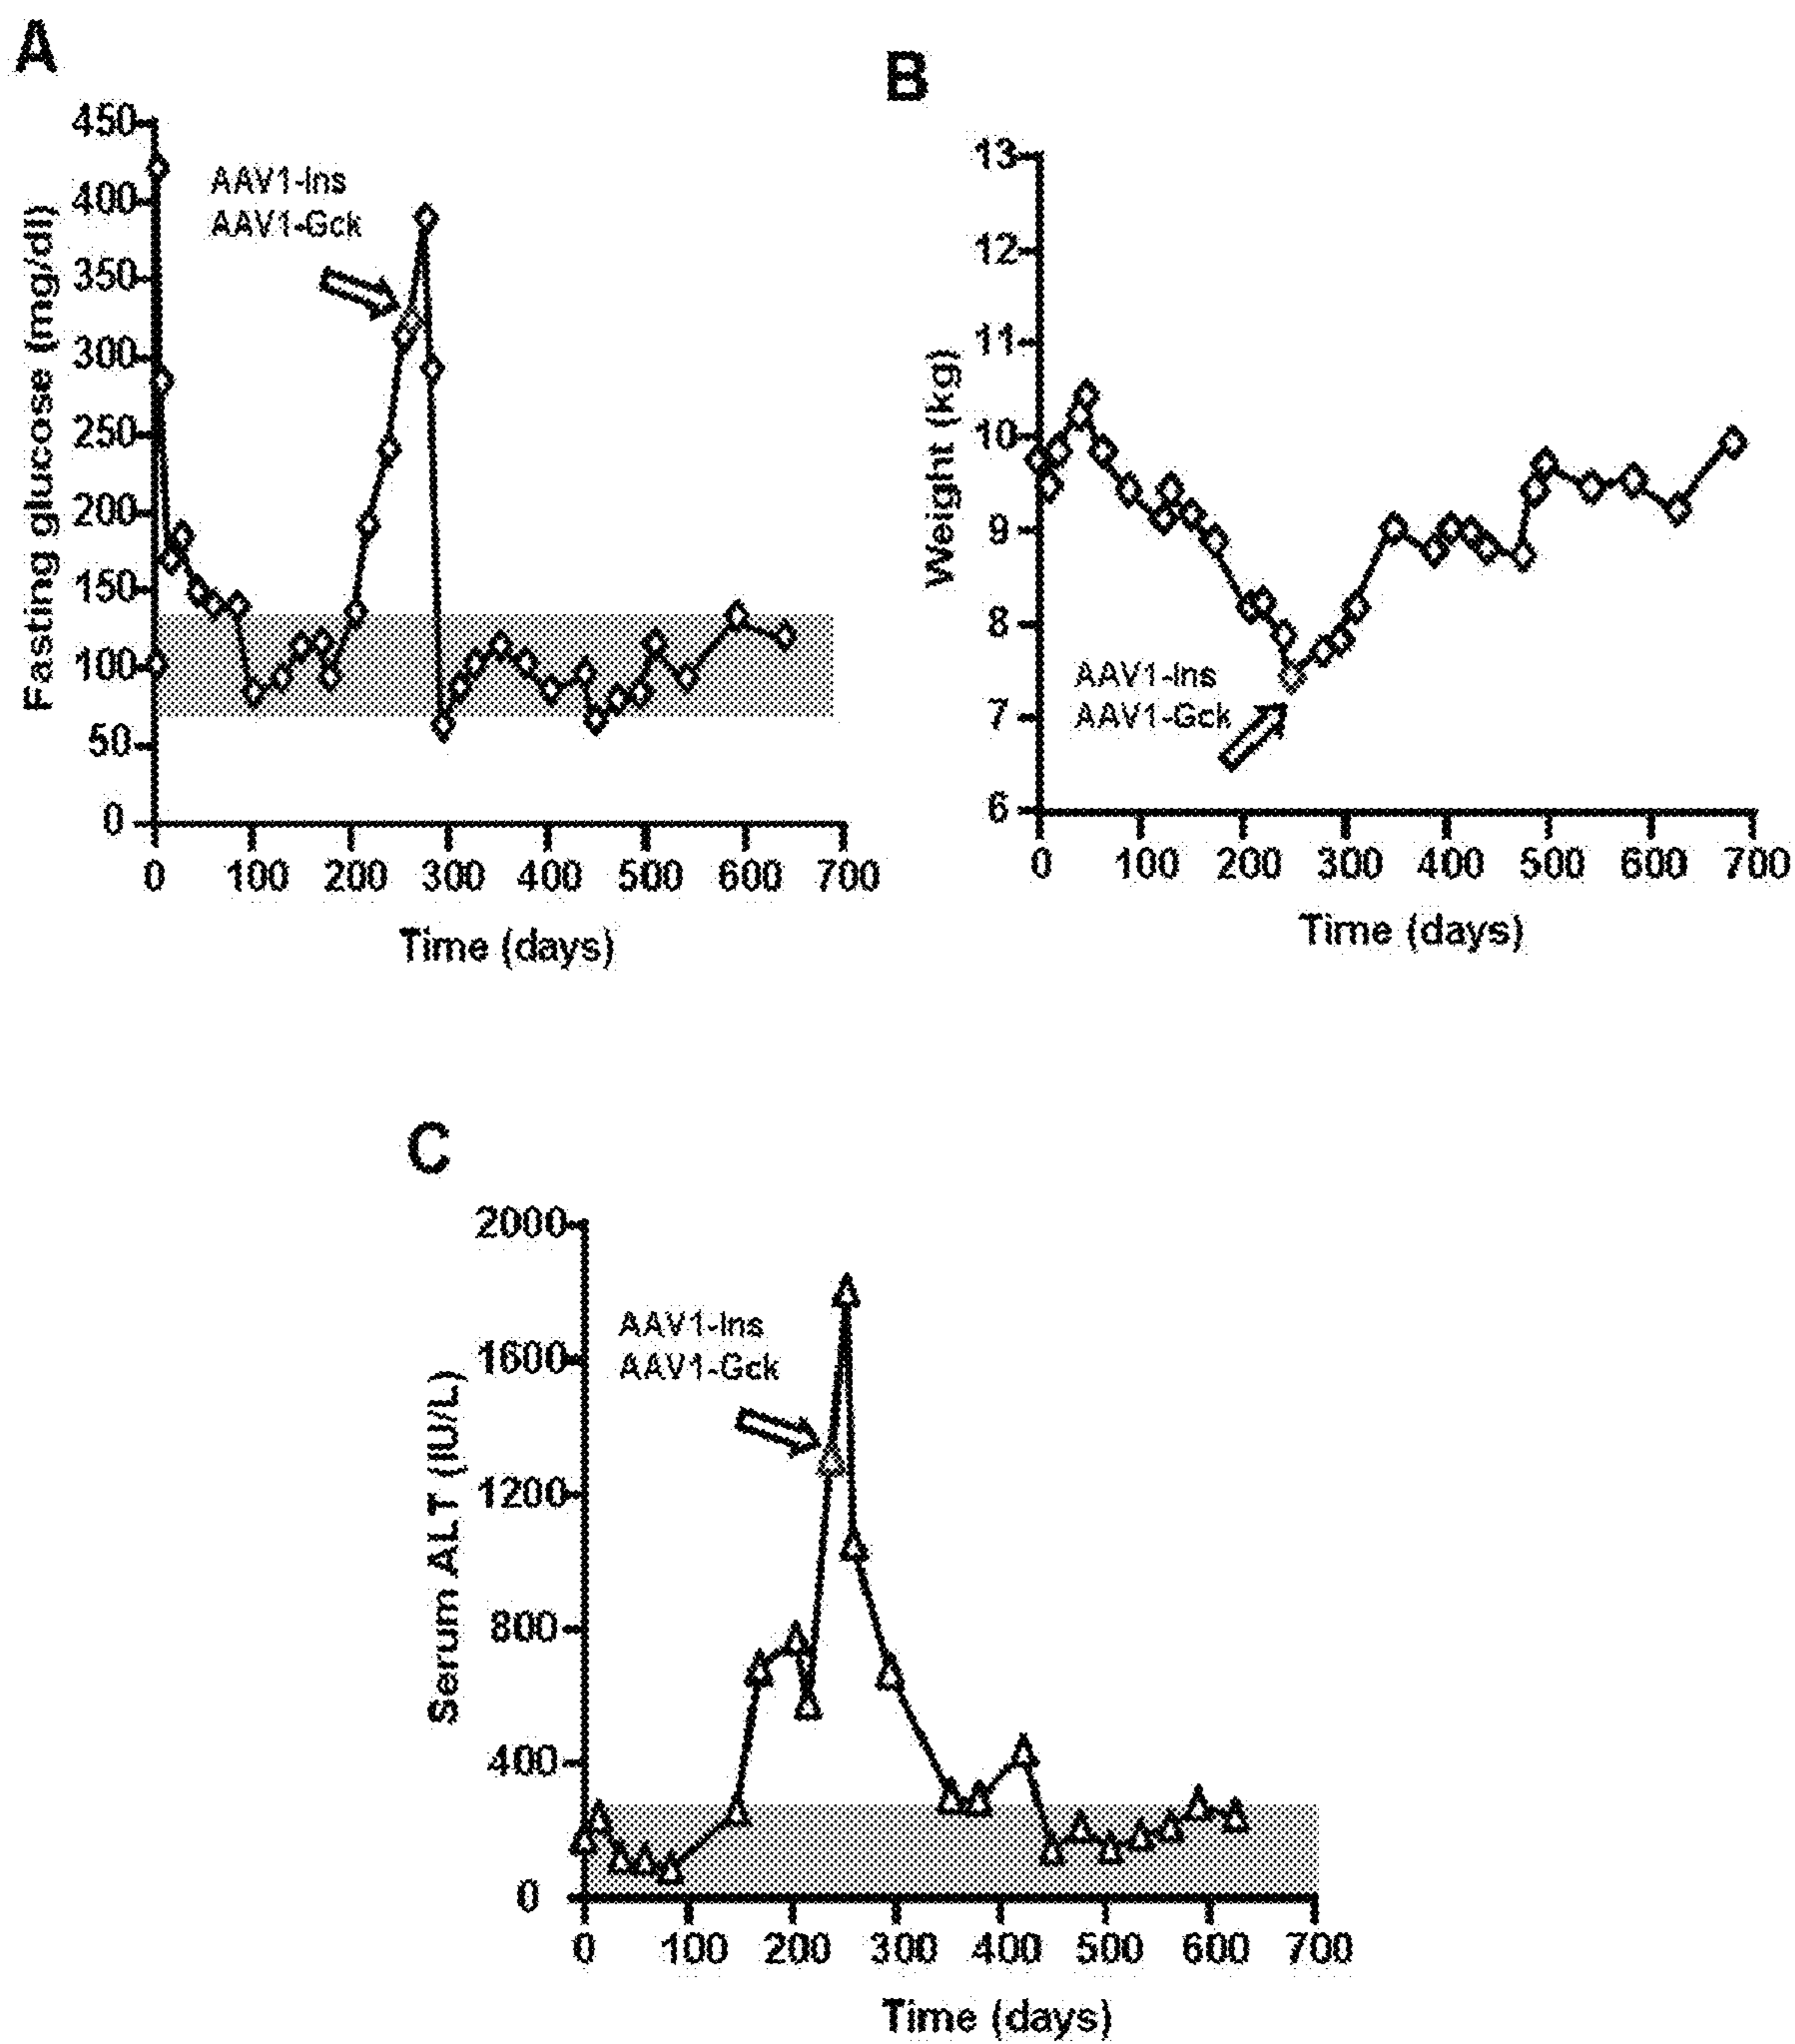 A
450
400
350
300
250
200
150
100
50
0
Fasting glucose (mg/dl)
AAV1-Ins
AAV1-Gck
0 100 200 300 400 500 600 700
Time (days)
B
13
12
11
10
9
8
7
6
Weight (kg)
AAV1-Ins
AAV1-Gck
0 100 200 300 400 500 600 700
Time (days)
C
2000
1600
1200
800
400
0
Serum ALT (IU/L)
AAV1-Ins
AAV1-Gck
0 100 200 300 400 500 600 700
Time (days)